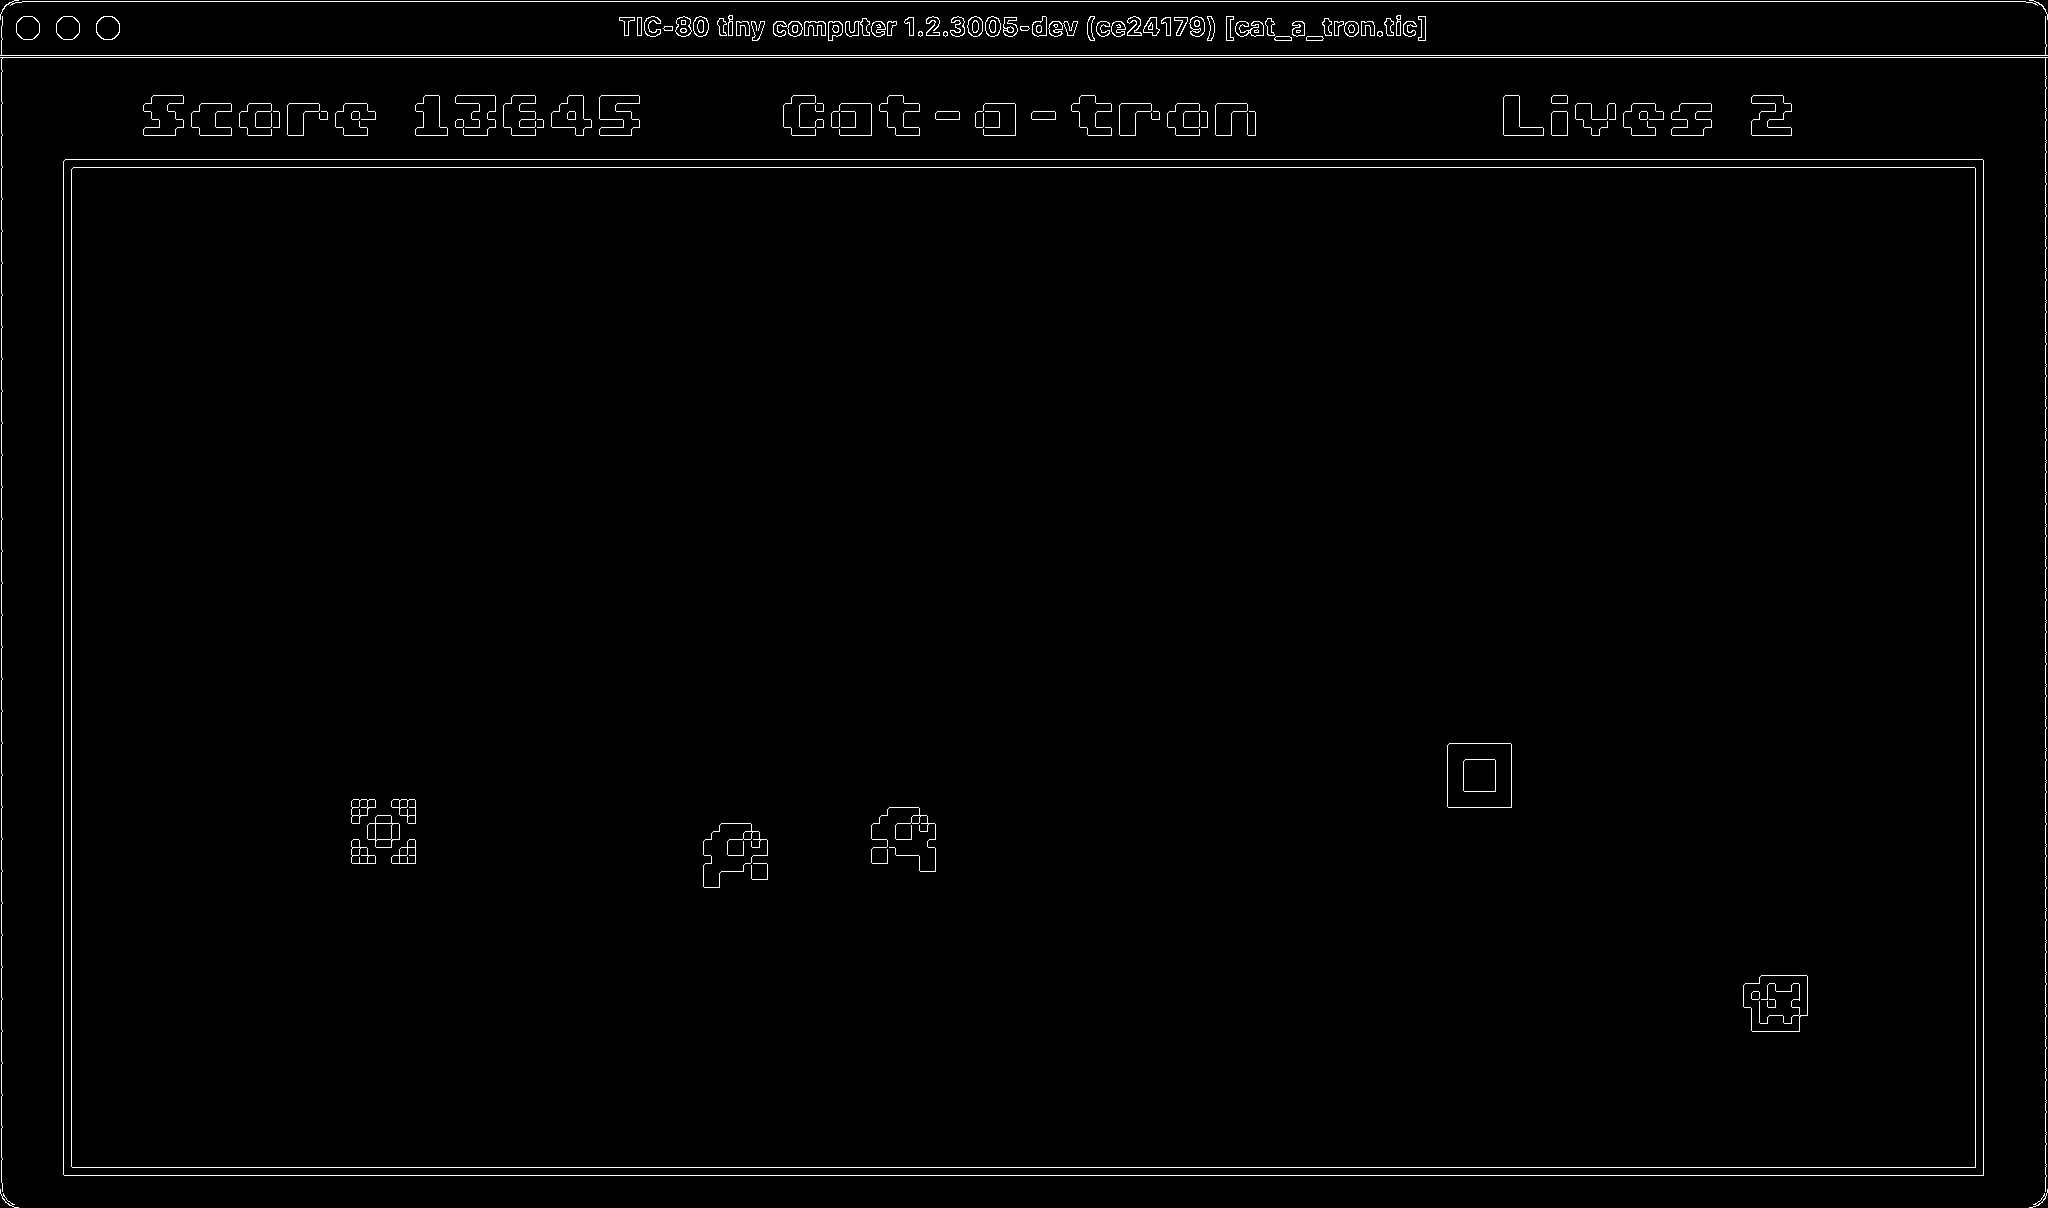 TIC-80 tiny computer 1.2.3005-dev (ce24179) [cat_a_tron.tic]
Score 13645 Cat-a-tron Lives 2